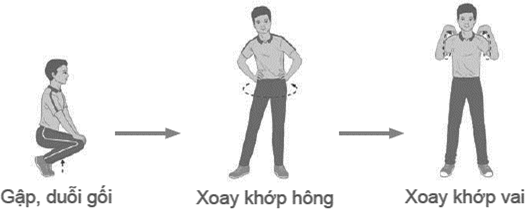 Gập, duỗi gối
Xoay khớp hông
Xoay khớp vai